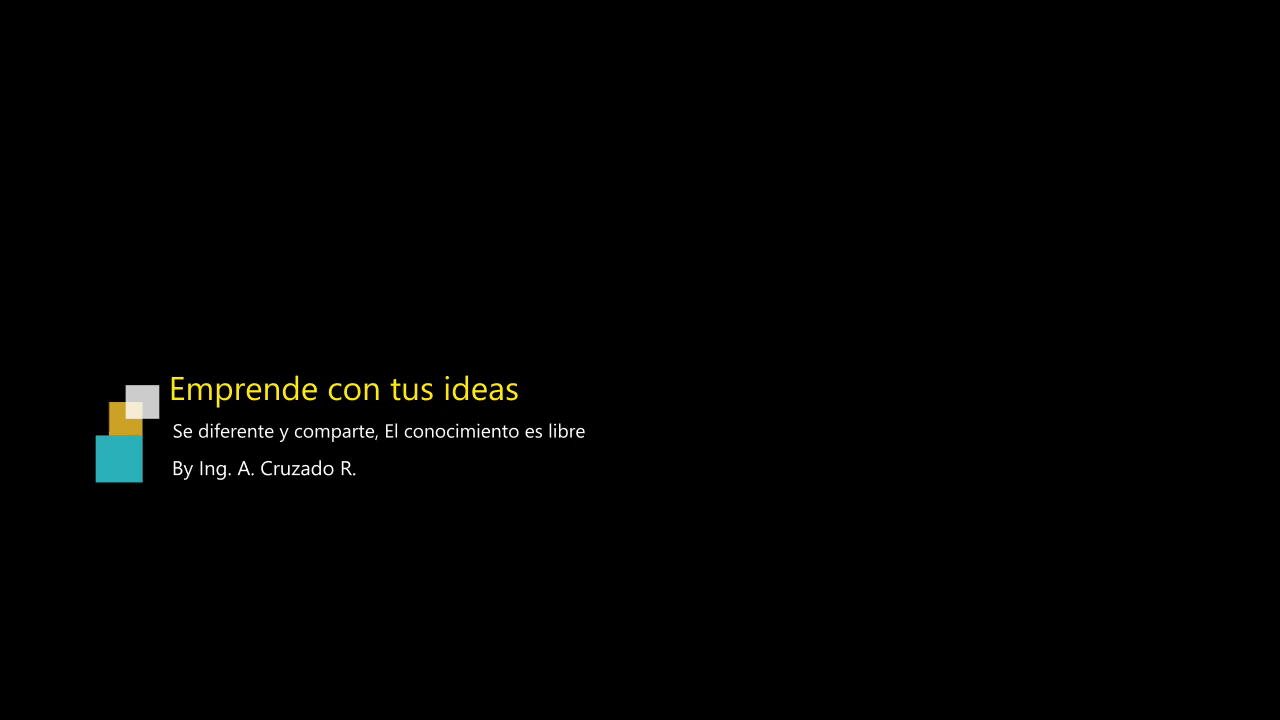 Emprende con tus ideas
Se diferente y comparte, El conocimiento es libre
By Ing. A. Cruzado R.